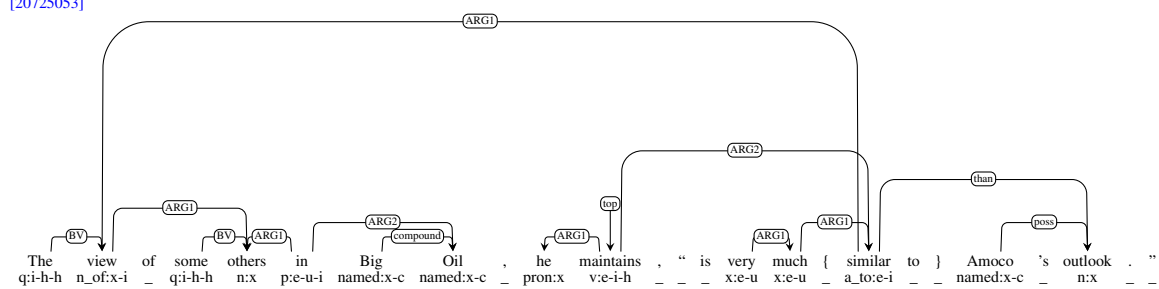 [20725053]
ARG1
ARG2
than
top
ARG1 ARG2 ARG1 poss
BV BV ARG1 compound ARG1 ARG1
The view of some others in Big Oil , he maintains , “ is very much { similar to } Amoco ’s outlook . ”
q:i-h-h n_of:x-i _ q:i-h-h n:x p:e-u-i named:x-c named:x-c _ pron:x v:e-i-h _ _ _ x:e-u x:e-u _ a_to:e-i _ _ named:x-c _ n:x _ _